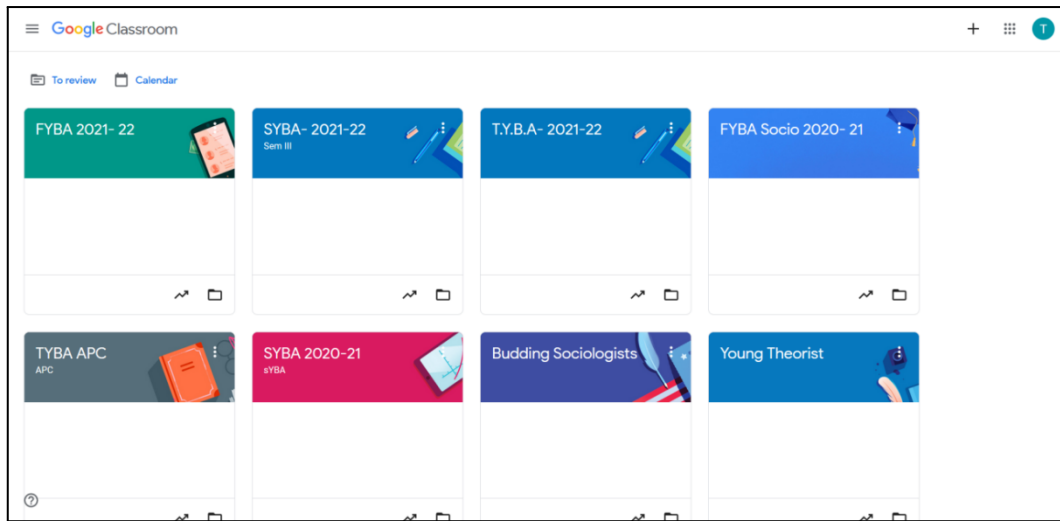 Google Classroom
T
To review
Calendar
FYBA 2021- 22
SYBA- 2021-22
Sem III
T.Y.B.A- 2021-22
FYBA Socio 2020- 21
TYBA APC
APC
SYBA 2020-21
sYBA
Budding Sociologists
Young Theorist